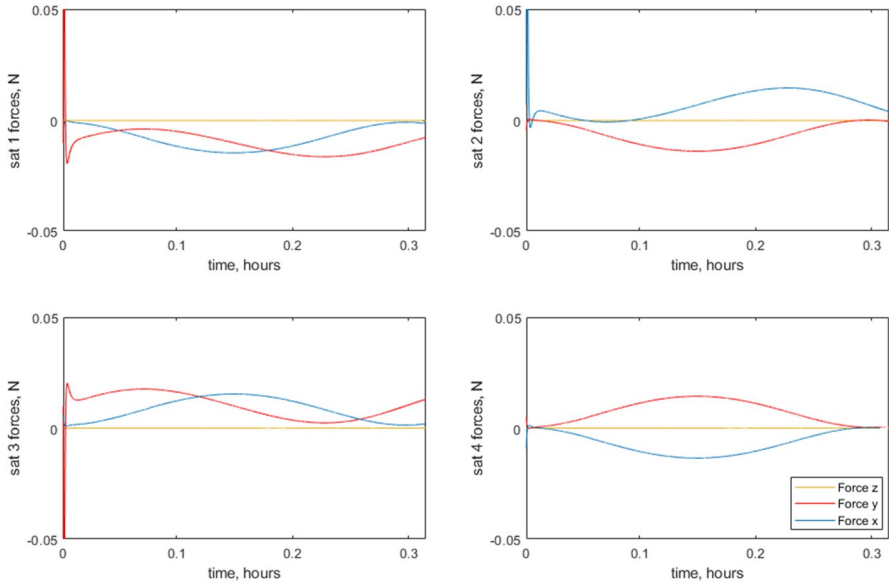 0.05
0
-0.05
sat 1 forces, N
0
0.1
0.2
0.3
time, hours
0.05
0
-0.05
sat 2 forces, N
0
0.1
0.2
0.3
time, hours
0.05
0
-0.05
sat 3 forces, N
0
0.1
0.2
0.3
time, hours
0.05
0
-0.05
sat 4 forces, N
Force z
Force y
Force x
0
0.1
0.2
0.3
time, hours